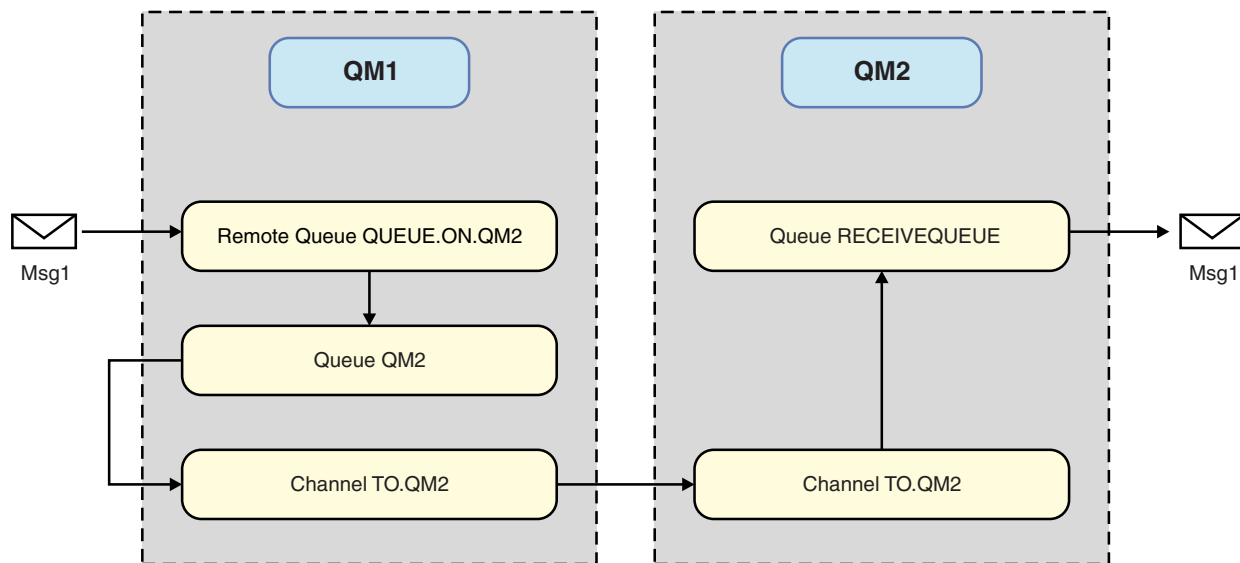 QM1
QM2
Msg1
Remote Queue QUEUE.ON.QM2
Queue RECEIVEQUEUE
Msg1
Queue QM2
Channel TO.QM2
Channel TO.QM2